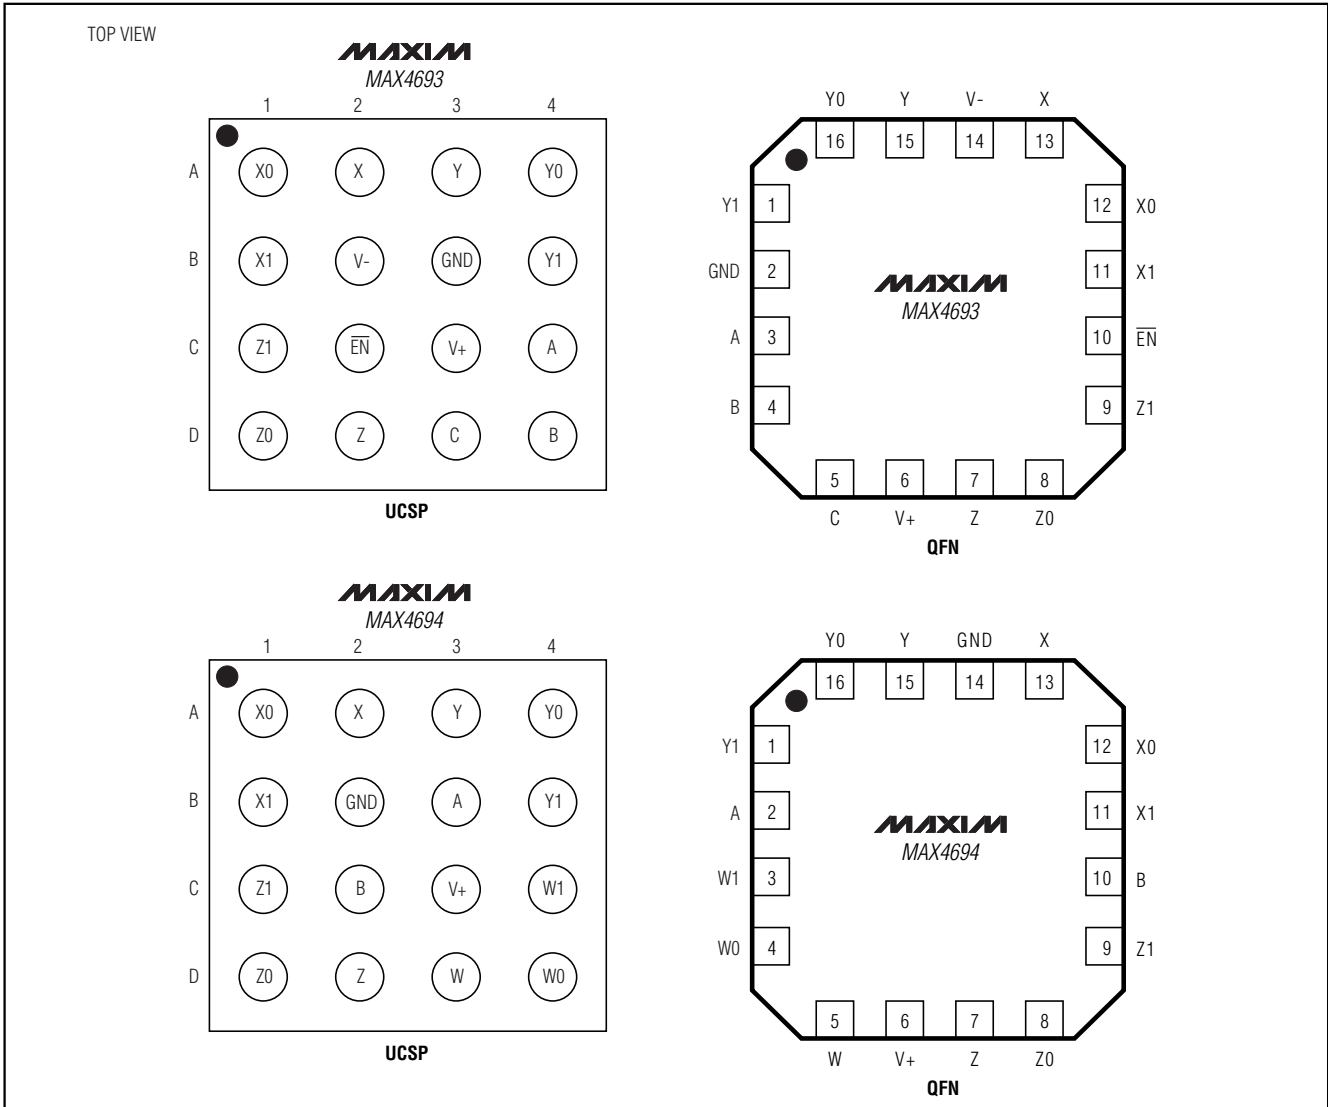 TOP VIEW
MAXIM
MAX4693
1 2 3 4
A X0 X Y Y0
B X1 V- GND Y1
C Z1 E̅N̅ V+ A
D Z0 Z C B
UCSP
Y0 Y V- X
16 15 14 13
Y1 1 12 X0
GND 2 11 X1
MAXIM
MAX4693
A 3 10 E̅N̅
B 4 9 Z1
5 6 7 8
C V+ Z Z0
QFN
MAXIM
MAX4694
1 2 3 4
A X0 X Y Y0
B X1 GND A Y1
C Z1 B V+ W1
D Z0 Z W W0
UCSP
Y0 Y GND X
16 15 14 13
Y1 1 12 X0
A 2 11 X1
MAXIM
MAX4694
W1 3 10 B
W0 4 9 Z1
5 6 7 8
W V+ Z Z0
QFN